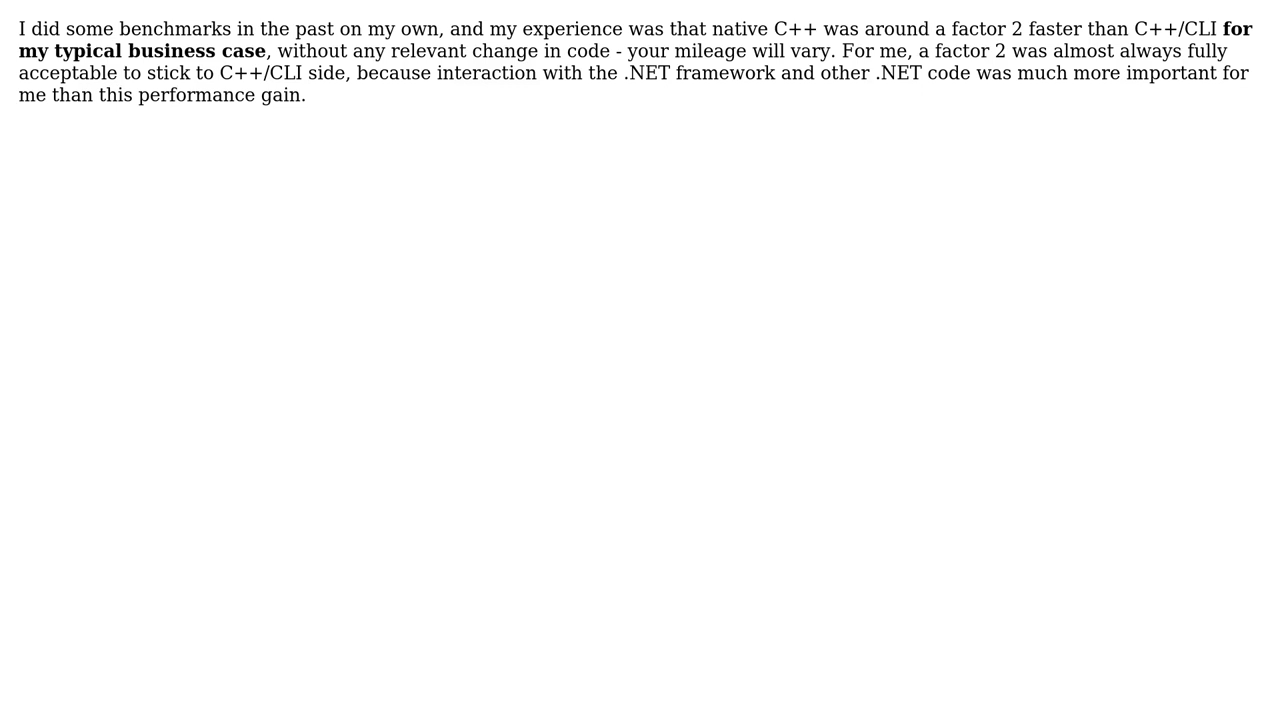 I did some benchmarks in the past on my own, and my experience was that native C++ was around a factor 2 faster than C++/CLI for
my typical business case, without any relevant change in code - your mileage will vary. For me, a factor 2 was almost always fully
acceptable to stick to C++/CLI side, because interaction with the .NET framework and other .NET code was much more important for
me than this performance gain.